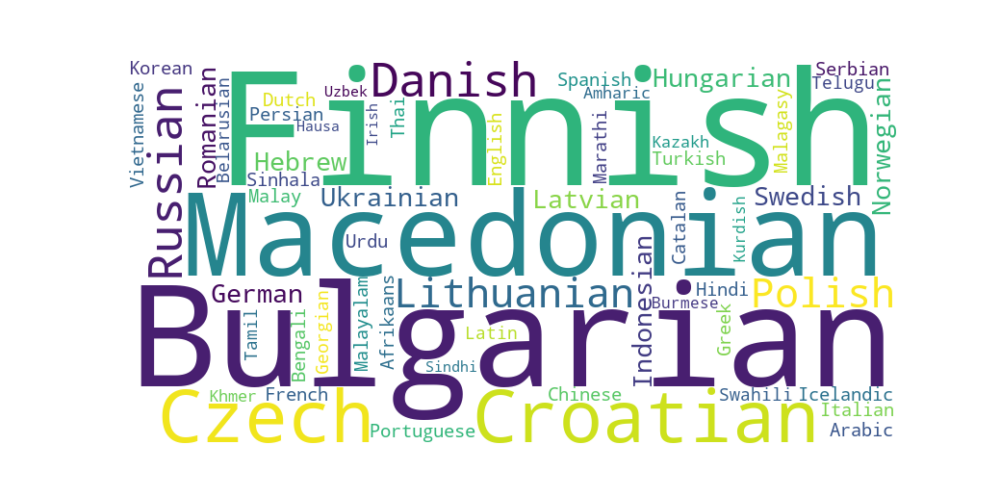 Korean
Danish
Spanish
Hungarian
Serbian
Finnish
Uzbek
Amharic
Telugu
Vietnamese
Russian
Romanian
Belarusian
Dutch
Persian
Hausa
Irish
Thai
English
Marathi
Kazakh
Turkish
Malagasy
Norwegian
Hebrew
Sinhala
Malay
Ukrainian
Latvian
Swedish
Macedonian
Urdu
Catalan
Kurdish
German
Lithuanian
Indonesian
Hindi
Burmese
Polish
Bulgarian
Tamil
Bengali
Georgian
Malayalam
Afrikaans
Latin
Sindhi
Greek
Czech
Khmer
French
Portuguese
Croatian
Chinese
Swahili
Icelandic
Italian
Arabic